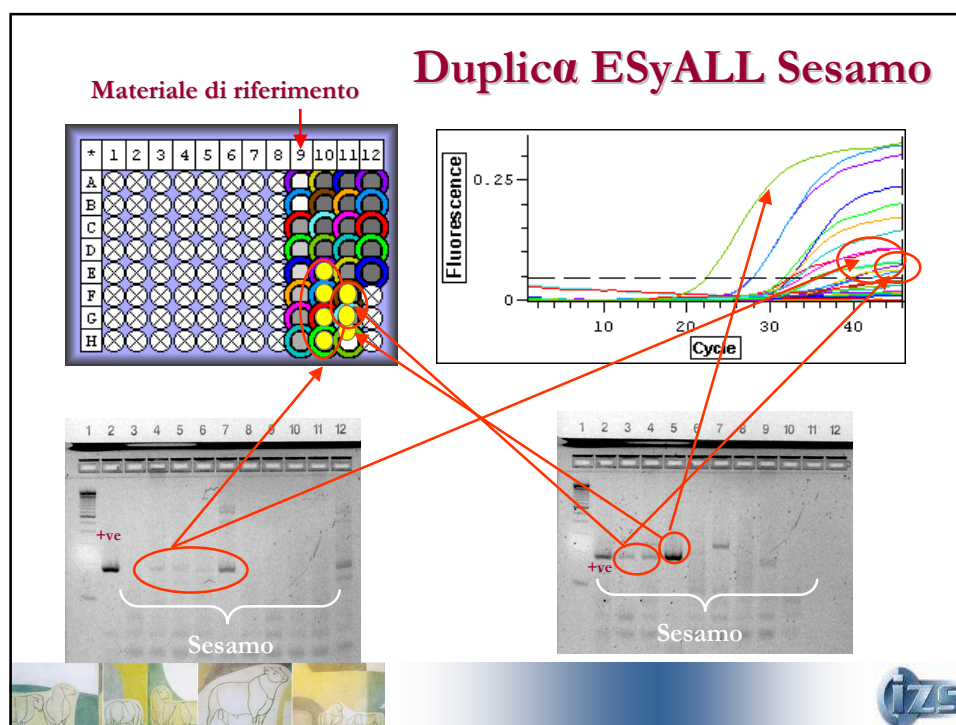 Duplicα ESyALL Sesamo
Materiale di riferimento
* 1 2 3 4 5 6 7 8 9 10 11 12
A
B
C
D
E
F
G
H
Fluorescence
0.25
0
10 20 30 40
Cycle
1 2 3 4 5 6 7 8 9 10 11 12
+ve
Sesamo
1 2 3 4 5 6 7 8 9 10 11 12
+ve
Sesamo
izs